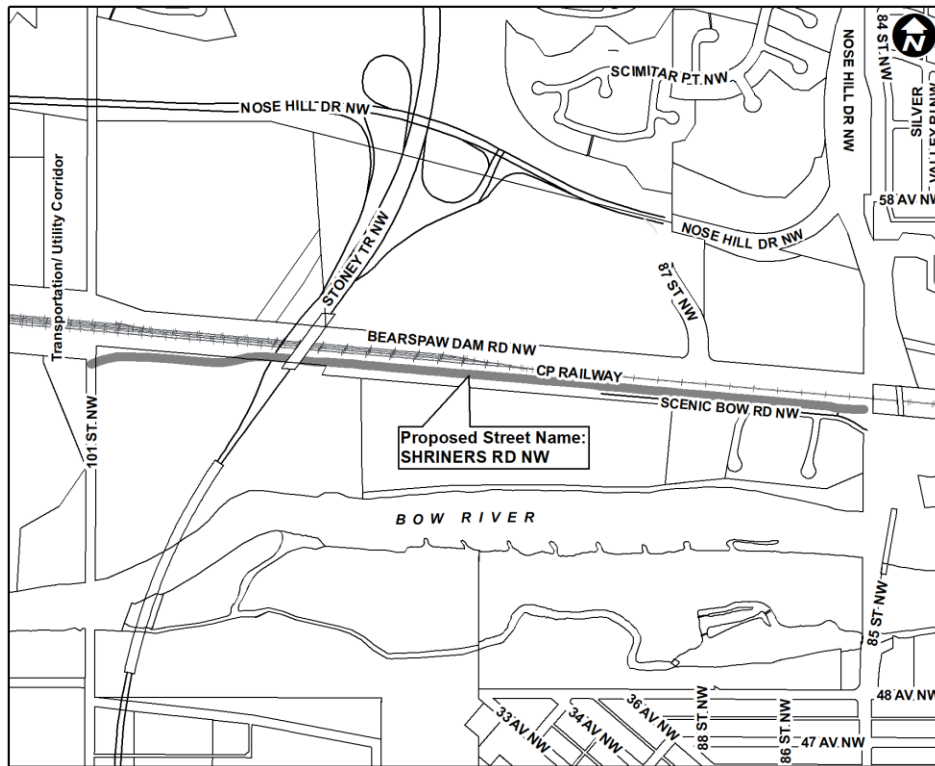 84 ST NW
N
NOSE HILL DR NW
SCIMITAR PT NW
SILVER
VALLEY RI NW
NOSE HILL DR NW
58 AV NW
Transportation/ Utility Corridor
NOSE HILL DR NW
STONEY TR NW
87 ST NW
BEARSPAW DAM RD NW
CP RAILWAY
SCENIC BOW RD NW
101 ST NW
Proposed Street Name:
SHRINERS RD NW
BOW RIVER
85 ST NW
48 AV NW
33 AV NW
34 AV NW
36 AV NW
88 ST NW
86 ST NW
47 AV NW